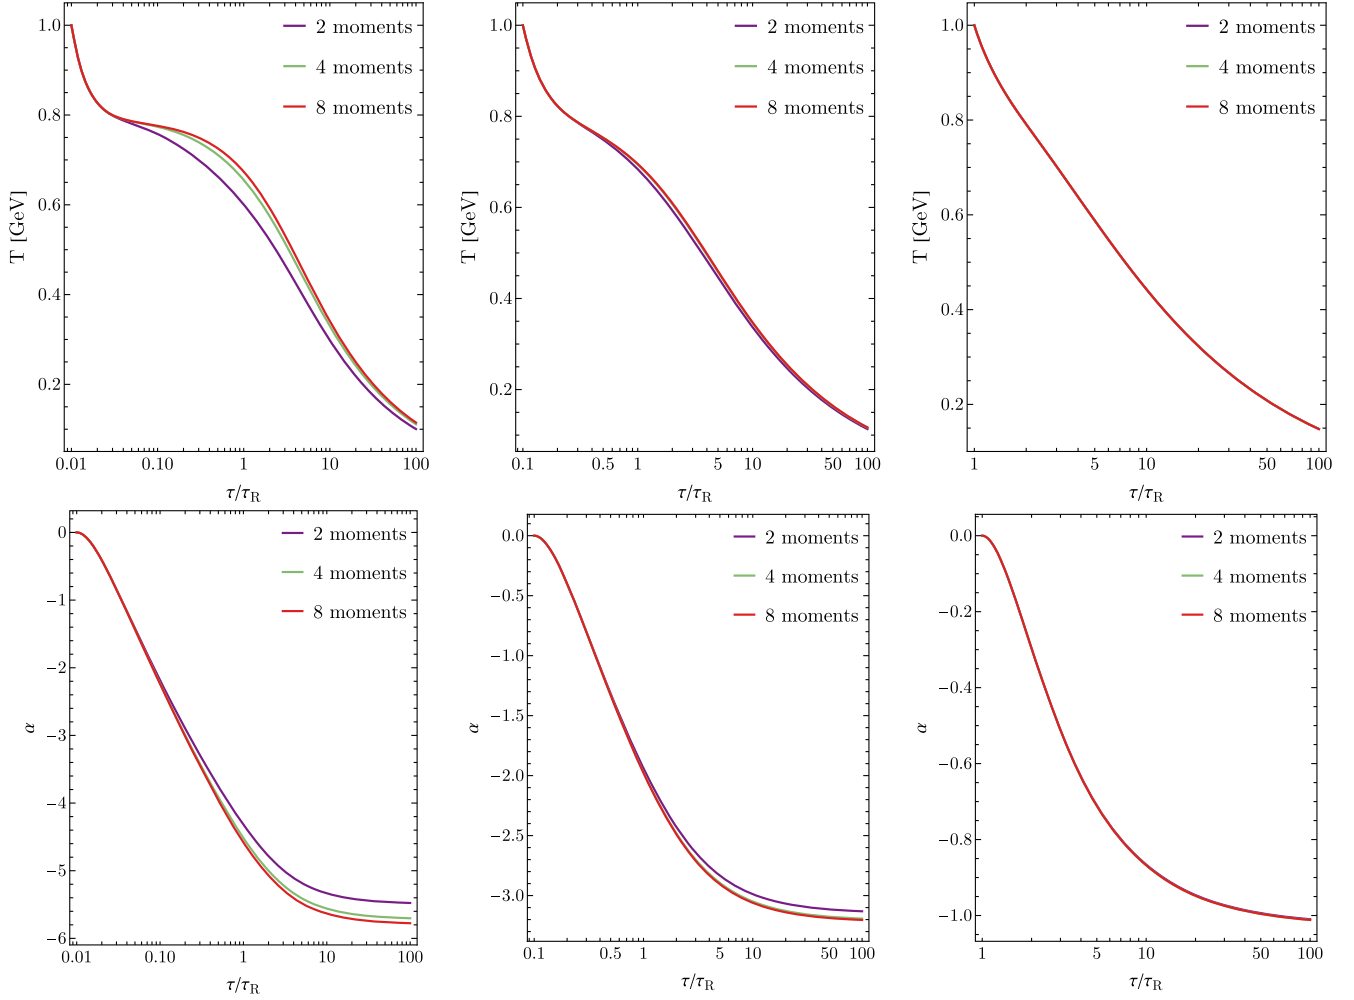 2 moments
4 moments
8 moments
T [GeV]
1.0
0.8
0.6
0.4
0.2
0.01 0.10 1 10 100
τ/τR
2 moments
4 moments
8 moments
T [GeV]
1.0
0.8
0.6
0.4
0.2
0.1 0.5 1 5 10 50 100
τ/τR
2 moments
4 moments
8 moments
T [GeV]
1.0
0.8
0.6
0.4
0.2
1 5 10 50 100
τ/τR
2 moments
4 moments
8 moments
α
0
−1
−2
−3
−4
−5
−6
0.01 0.10 1 10 100
τ/τR
2 moments
4 moments
8 moments
α
0.0
−0.5
−1.0
−1.5
−2.0
−2.5
−3.0
0.1 0.5 1 5 10 50 100
τ/τR
2 moments
4 moments
8 moments
α
0.0
−0.2
−0.4
−0.6
−0.8
−1.0
1 5 10 50 100
τ/τR